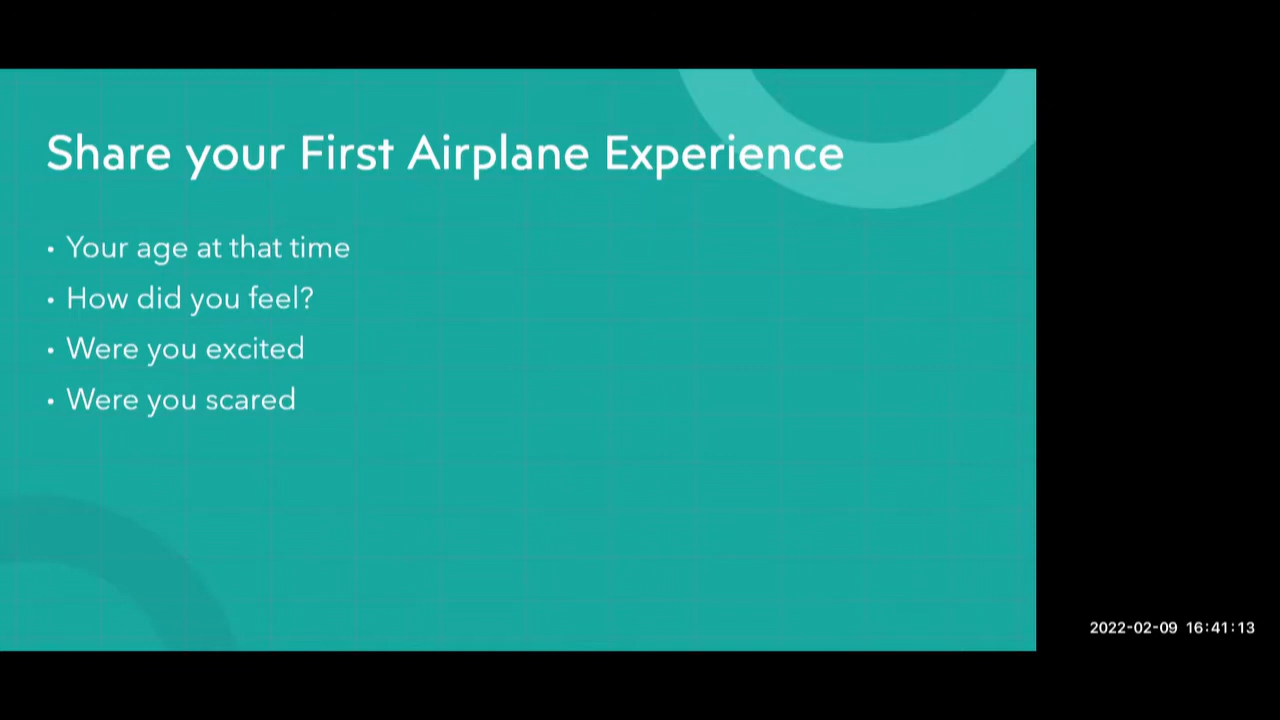 Share your First Airplane Experience
• Your age at that time
• How did you feel?
• Were you excited
• Were you scared
2022-02-09 16:41:13